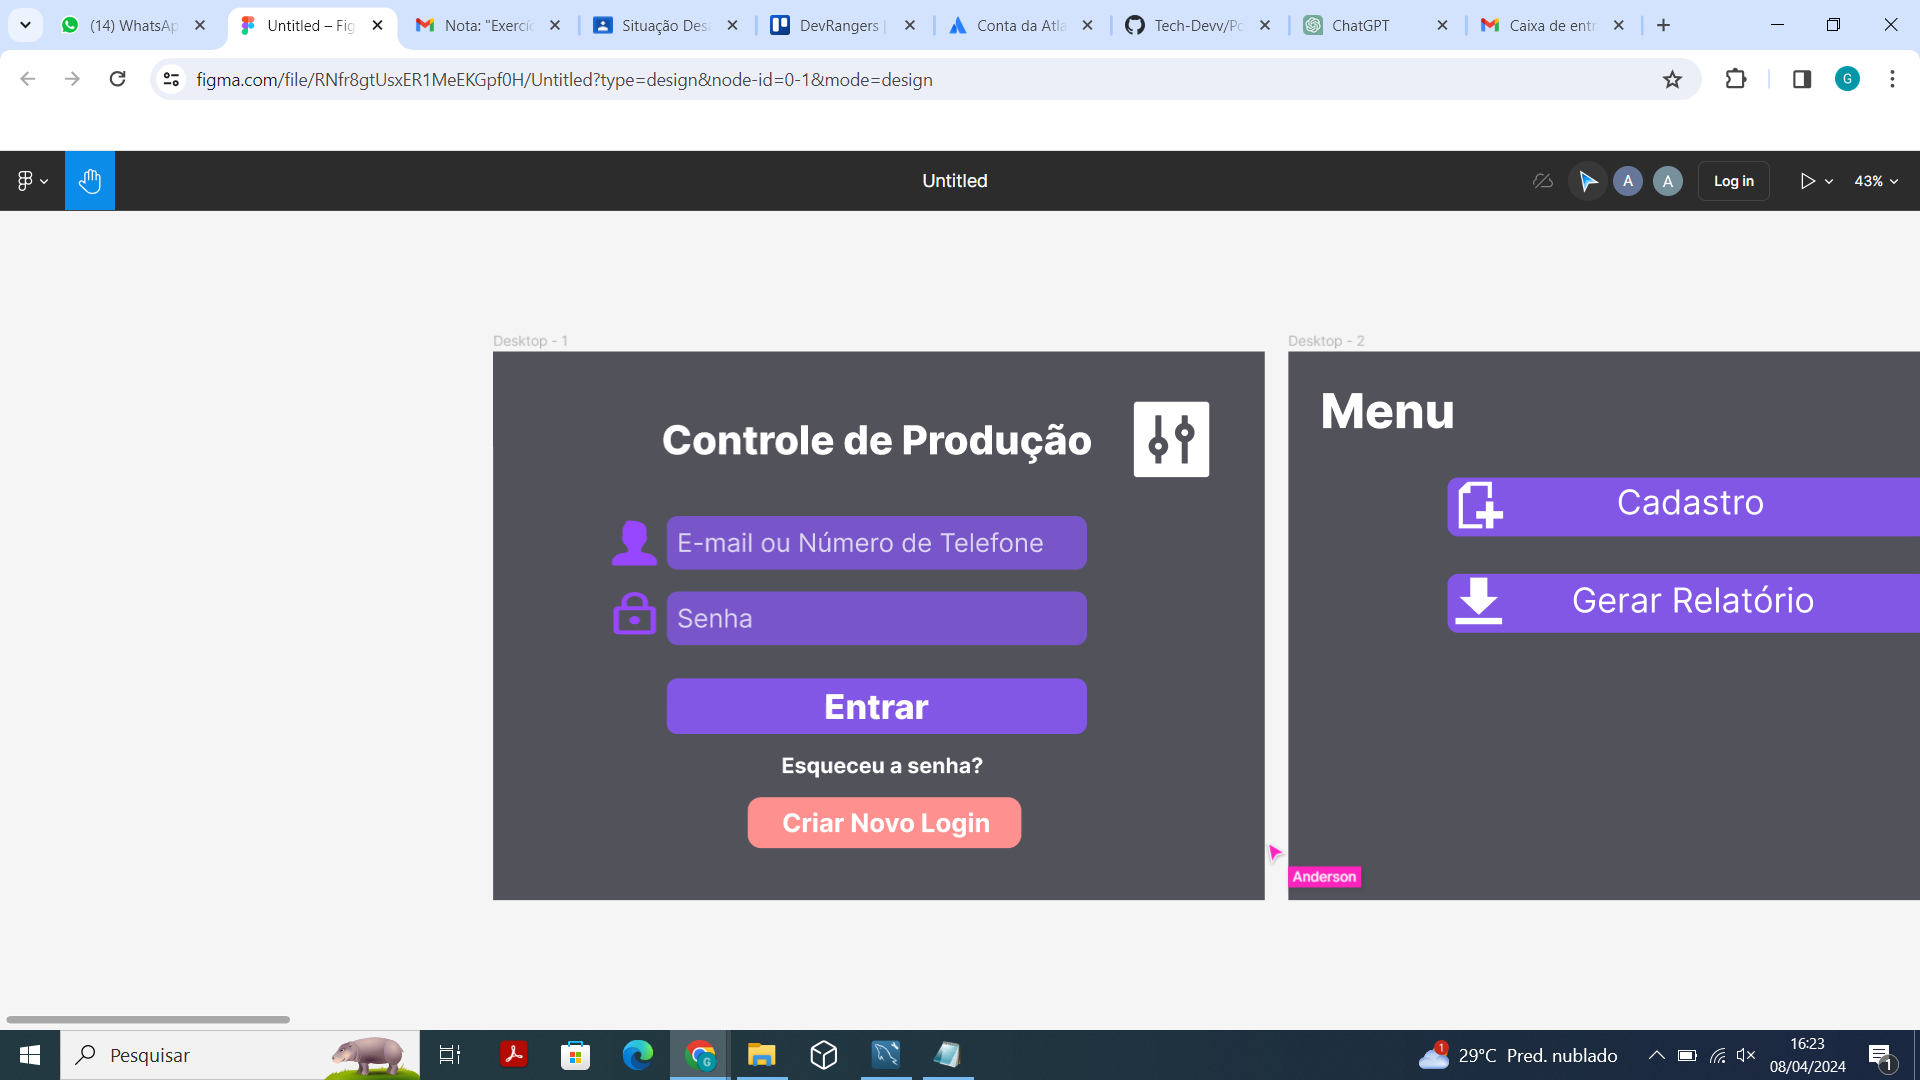 (14) WhatsAp
Untitled – Fig
Nota: "Exercíc
Situação Des
DevRangers |
Conta da Atla
Tech-Devv/Po
ChatGPT
Caixa de entr
figma.com/file/RNfr8gtUsxER1MeEKGpf0H/Untitled?type=design&node-id=0-1&mode=design
G
Untitled
A
A
Log in
43%
Desktop - 1
Desktop - 2
Controle de Produção
E-mail ou Número de Telefone
Senha
Entrar
Esqueceu a senha?
Criar Novo Login
Menu
Cadastro
Gerar Relatório
Anderson
Pesquisar
G
1
29°C Pred. nublado
16:23
08/04/2024
1